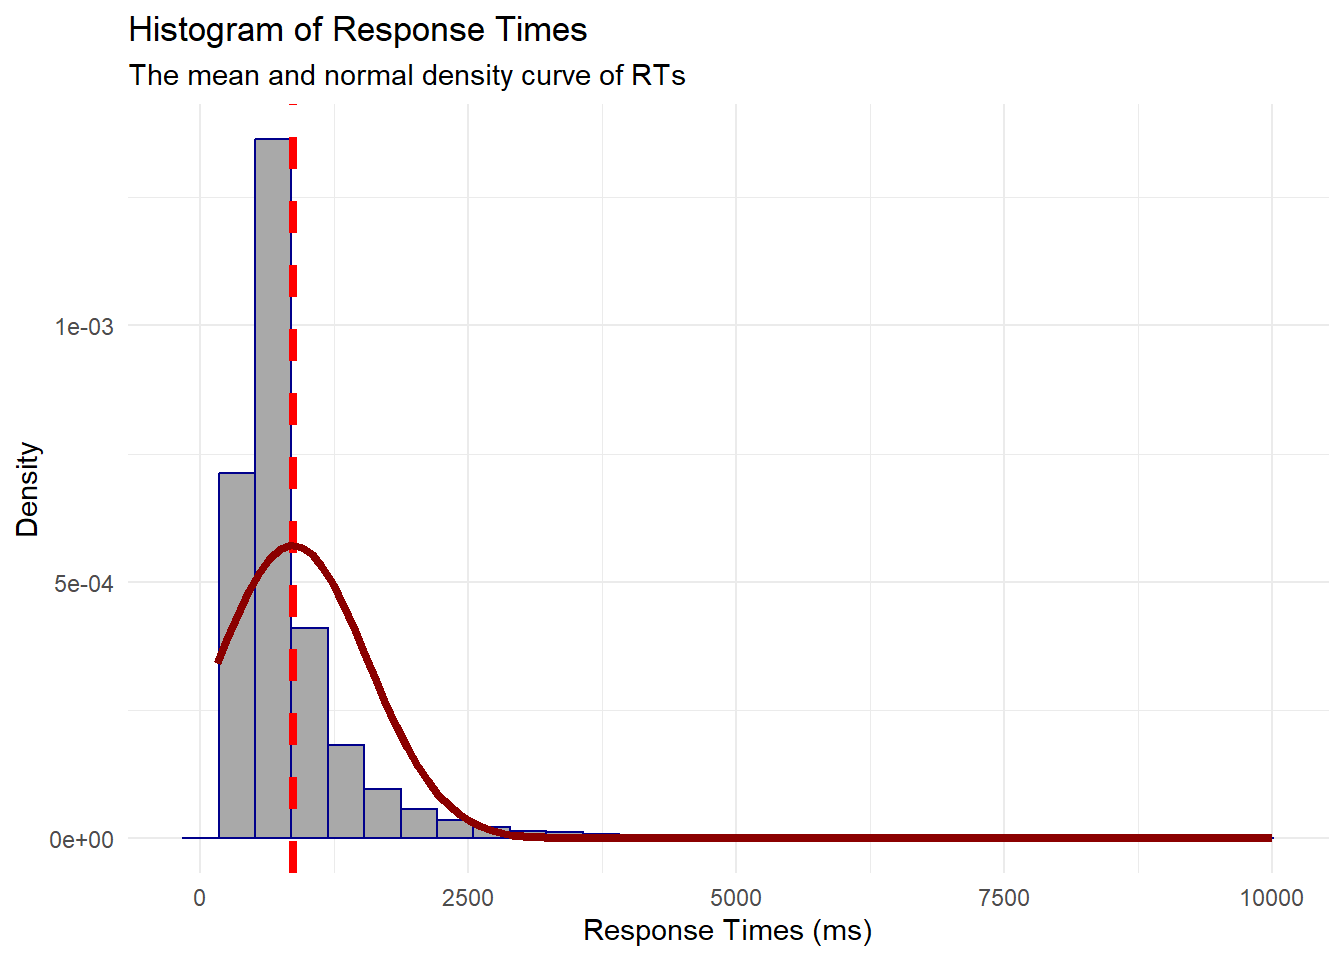 Histogram of Response Times
The mean and normal density curve of RTs
1e-03
5e-04
0e+00
Density
0 2500 5000 7500 10000
Response Times (ms)